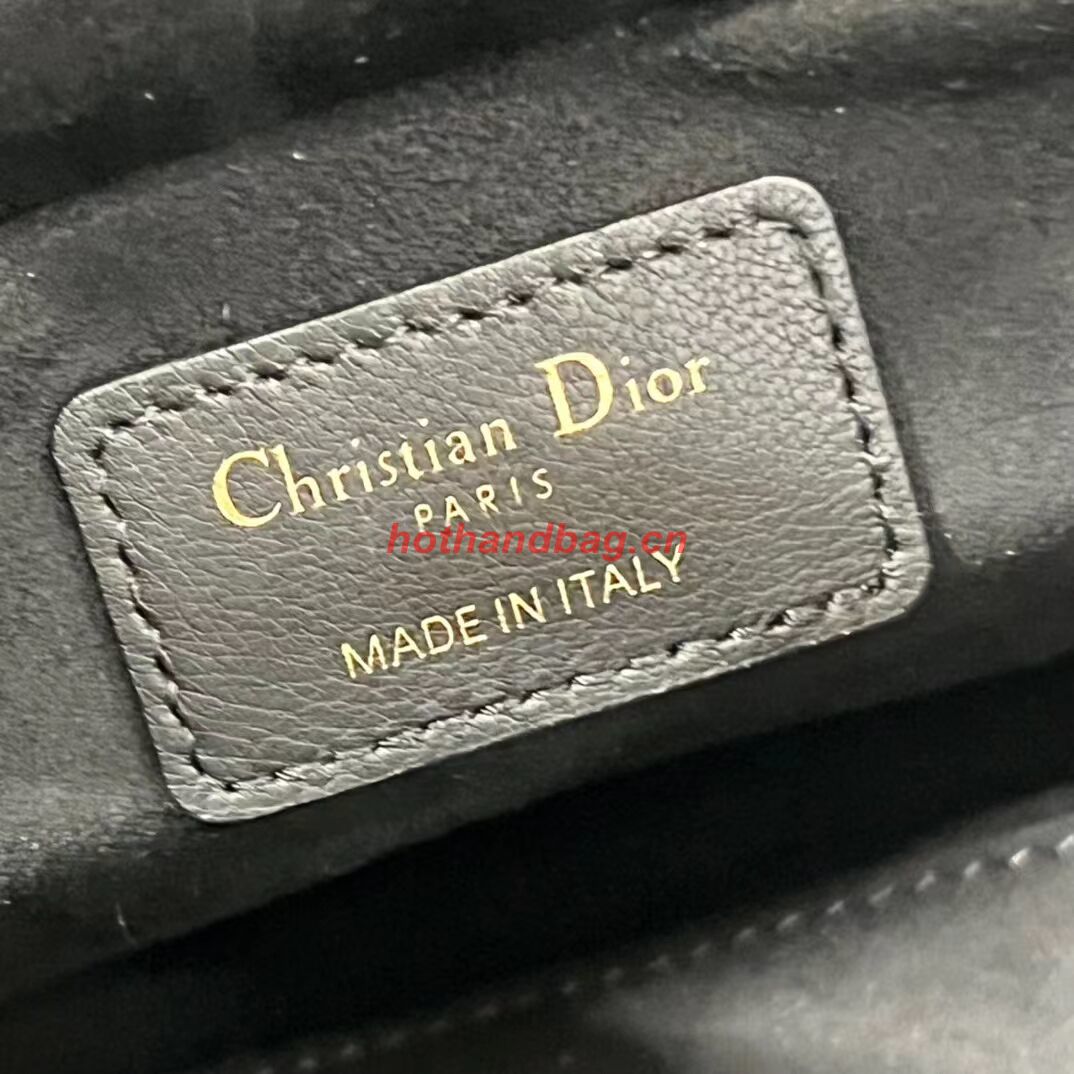 Christian Dior
PARIS
hothandbag.cn
MADE IN ITALY